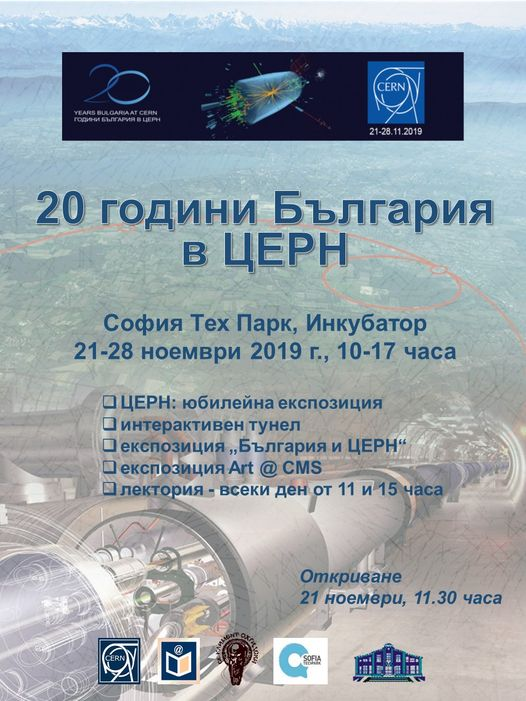 20
YEARS BULGARIA AT CERN
ГОДИНИ БЪЛГАРИЯ В ЦЕРН
CERN
21-28.11.2019
20 години България
в ЦЕРН
София Тех Парк, Инкубатор
21-28 ноември 2019 г., 10-17 часа
❑ЦЕРН: юбилейна експозиция
❑интерактивен тунел
❑експозиция „България и ЦЕРН“
❑експозиция Art @ CMS
❑лектория - всеки ден от 11 и 15 часа
Откриване
21 ноември, 11.30 часа
CERN
@
SOFIA
TECHPARK